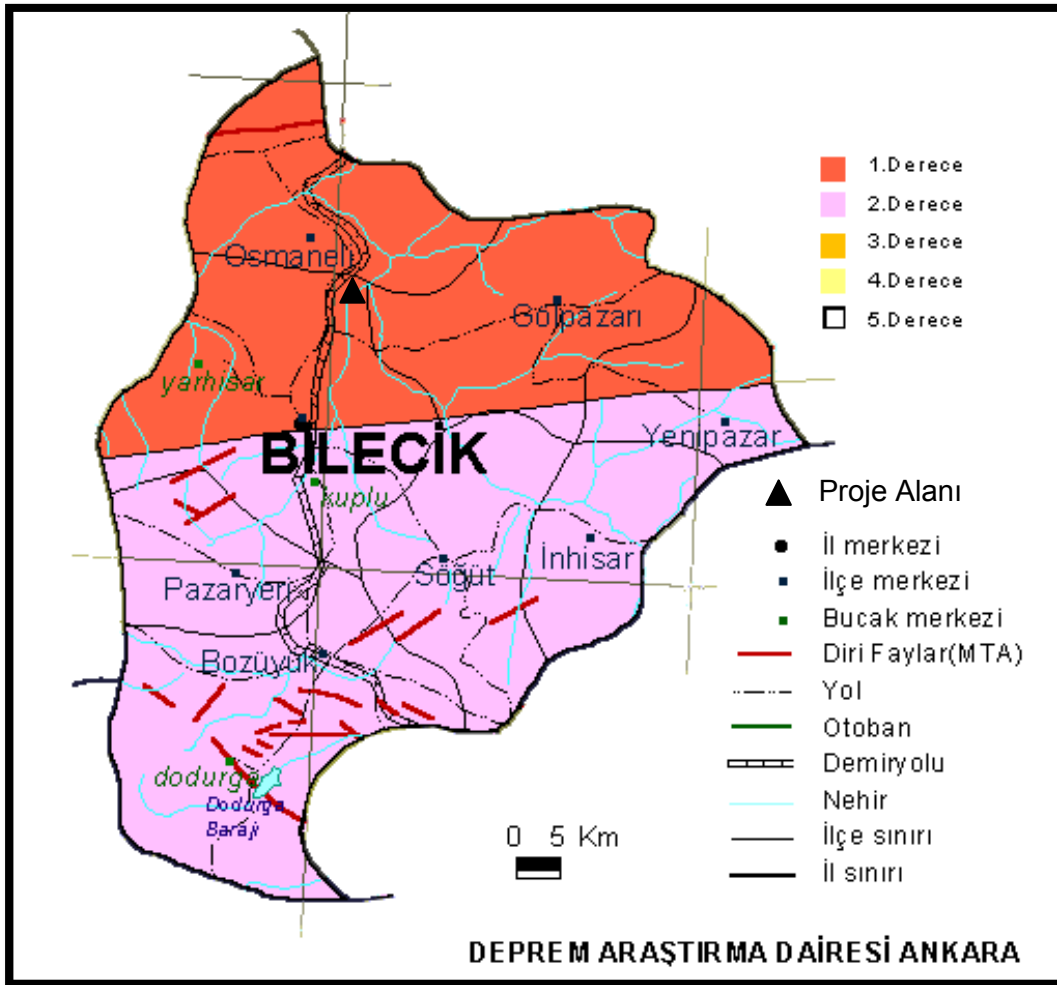 1.Derece
2.Derece
3.Derece
4.Derece
5.Derece
Osmaneli
Gölpazarı
yarhisar
BİLECİK
Yenipazar
kuplu
Proje Alanı
İl merkezi
İlçe merkezi
Bucak merkezi
Diri Faylar(MTA)
Yol
Otoban
Demiryolu
Nehir
İlçe sınırı
İl sınırı
İnhisar
Söğüt
Pazaryeri
Bozüyük
dodurga
Dodurga
Barajı
0 5 Km
DEPREM ARAŞTIRMA DAİRESİ ANKARA